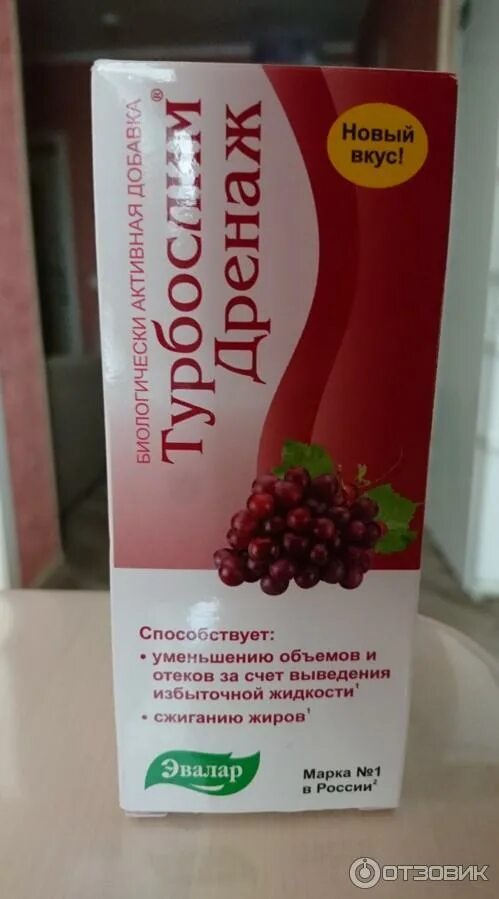 БИОЛОГИЧЕСКИ АКТИВНАЯ ДОБАВКА
Турбослим®
Дренаж
Новый
вкус!
Способствует:
• уменьшению объемов и
отеков за счет выведения
избыточной жидкости¹
• сжиганию жиров¹
Эвалар
Марка №1
в России²
ОТЗОВИК